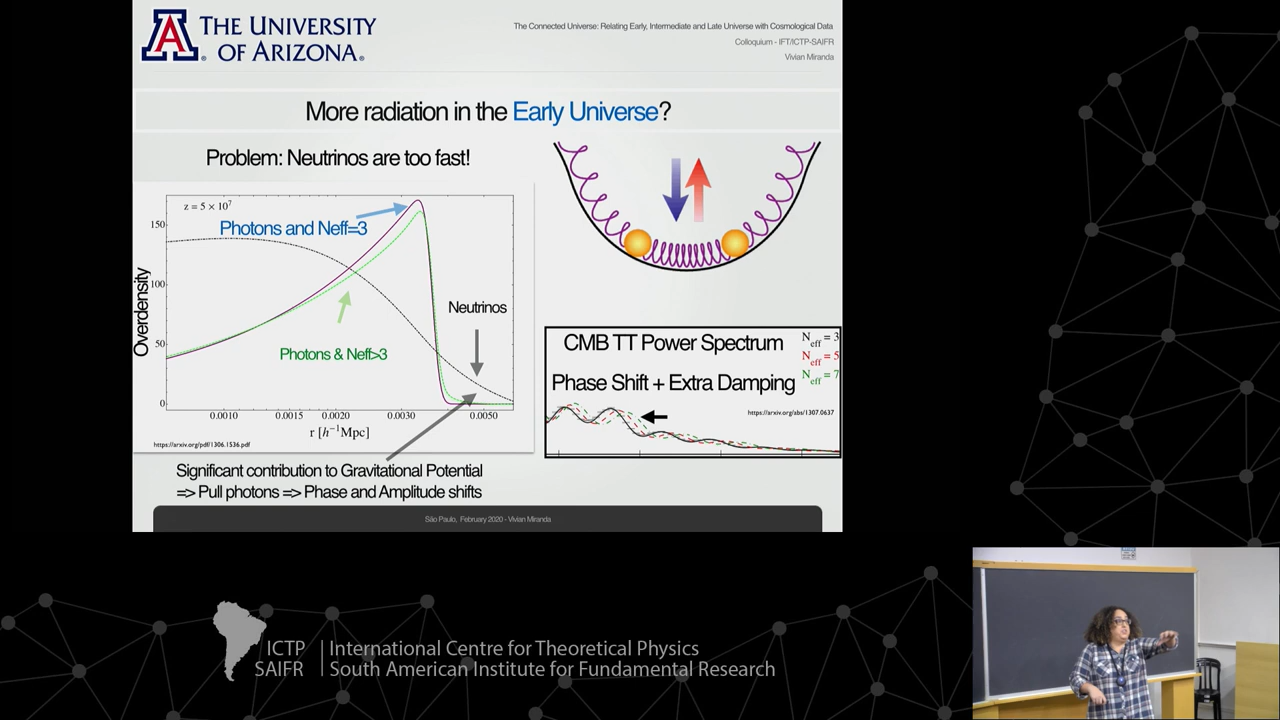 THE UNIVERSITY
OF ARIZONA.
The Connected Universe: Relating Early, Intermediate and Late Universe with Cosmological Data
Colloquium - IFT/ICTP-SAIFR
Vivian Miranda
More radiation in the Early Universe?
Problem: Neutrinos are too fast!
z = 5 × 10⁷
Photons and Neff=3
Neutrinos
Photons & Neff>3
Overdensity
150
100
50
0
0.0010
0.0015
0.0020
0.0030
0.0050
r [h⁻¹Mpc]
https://arxiv.org/pdf/1306.1536.pdf
Significant contribution to Gravitational Potential
=> Pull photons => Phase and Amplitude shifts
CMB TT Power Spectrum
Phase Shift + Extra Damping
N eff = 3
N eff = 5
N eff = 7
https://arxiv.org/abs/1307.0637
São Paulo, February 2020 - Vivian Miranda
ICTP
SAIFR
International Centre for Theoretical Physics
South American Institute for Fundamental Research